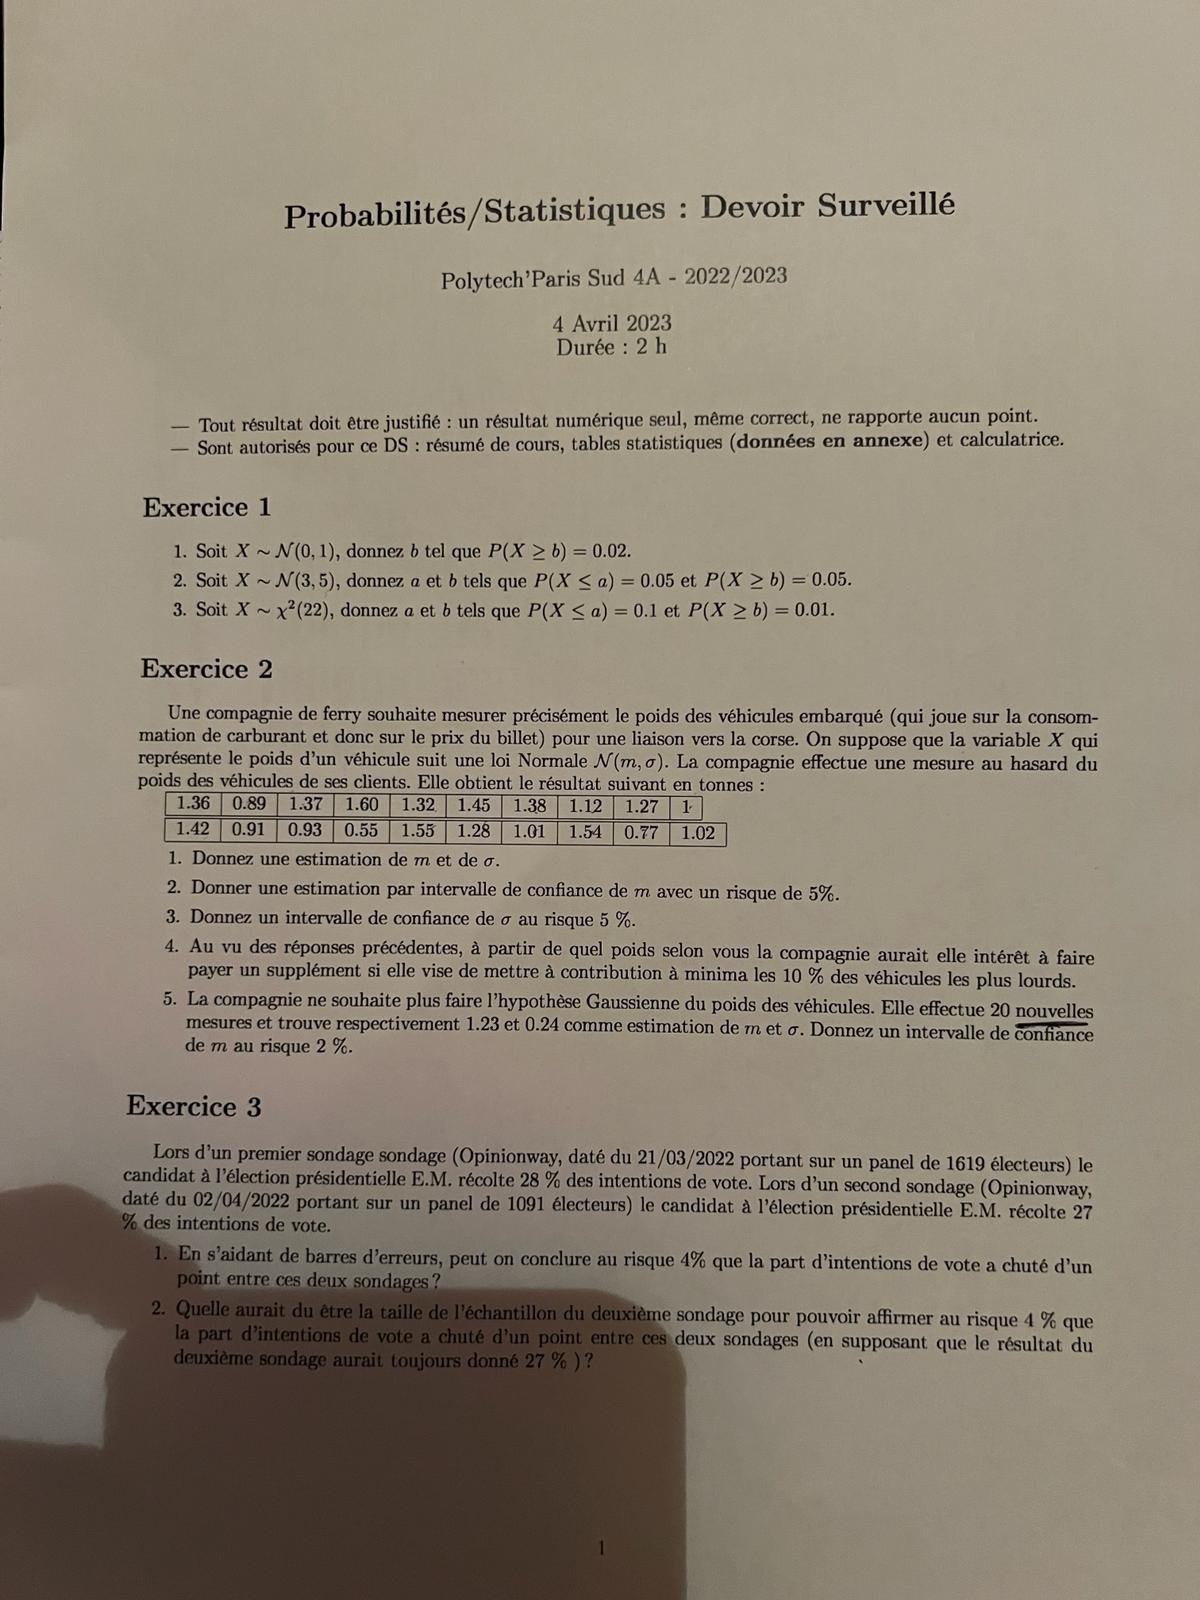 Probabilités/Statistiques : Devoir Surveillé
Polytech'Paris Sud 4A - 2022/2023
4 Avril 2023
Durée : 2 h
— Tout résultat doit être justifié : un résultat numérique seul, même correct, ne rapporte aucun point.
— Sont autorisés pour ce DS : résumé de cours, tables statistiques (données en annexe) et calculatrice.
Exercice 1
1. Soit X ∼ N(0, 1), donnez b tel que P(X ≥ b) = 0.02.
2. Soit X ∼ N(3, 5), donnez a et b tels que P(X ≤ a) = 0.05 et P(X ≥ b) = 0.05.
3. Soit X ∼ χ²(22), donnez a et b tels que P(X ≤ a) = 0.1 et P(X ≥ b) = 0.01.
Exercice 2
Une compagnie de ferry souhaite mesurer précisément le poids des véhicules embarqué (qui joue sur la consom-
mation de carburant et donc sur le prix du billet) pour une liaison vers la corse. On suppose que la variable X qui
représente le poids d'un véhicule suit une loi Normale N(m, σ). La compagnie effectue une mesure au hasard du
poids des véhicules de ses clients. Elle obtient le résultat suivant en tonnes :
1.36 0.89 1.37 1.60 1.32 1.45 1.38 1.12 1.27 1
1.42 0.91 0.93 0.55 1.55 1.28 1.01 1.54 0.77 1.02
1. Donnez une estimation de m et de σ.
2. Donner une estimation par intervalle de confiance de m avec un risque de 5%.
3. Donnez un intervalle de confiance de σ au risque 5 %.
4. Au vu des réponses précédentes, à partir de quel poids selon vous la compagnie aurait elle intérêt à faire
payer un supplément si elle vise de mettre à contribution à minima les 10 % des véhicules les plus lourds.
5. La compagnie ne souhaite plus faire l'hypothèse Gaussienne du poids des véhicules. Elle effectue 20 nouvelles
mesures et trouve respectivement 1.23 et 0.24 comme estimation de m et σ. Donnez un intervalle de confiance
de m au risque 2 %.
Exercice 3
Lors d'un premier sondage sondage (Opinionway, daté du 21/03/2022 portant sur un panel de 1619 électeurs) le
candidat à l'élection présidentielle E.M. récolte 28 % des intentions de vote. Lors d'un second sondage (Opinionway,
daté du 02/04/2022 portant sur un panel de 1091 électeurs) le candidat à l'élection présidentielle E.M. récolte 27
% des intentions de vote.
1. En s'aidant de barres d'erreurs, peut on conclure au risque 4% que la part d'intentions de vote a chuté d'un
point entre ces deux sondages ?
2. Quelle aurait du être la taille de l'échantillon du deuxième sondage pour pouvoir affirmer au risque 4 % que
la part d'intentions de vote a chuté d'un point entre ces deux sondages (en supposant que le résultat du
deuxième sondage aurait toujours donné 27 % ) ?
1